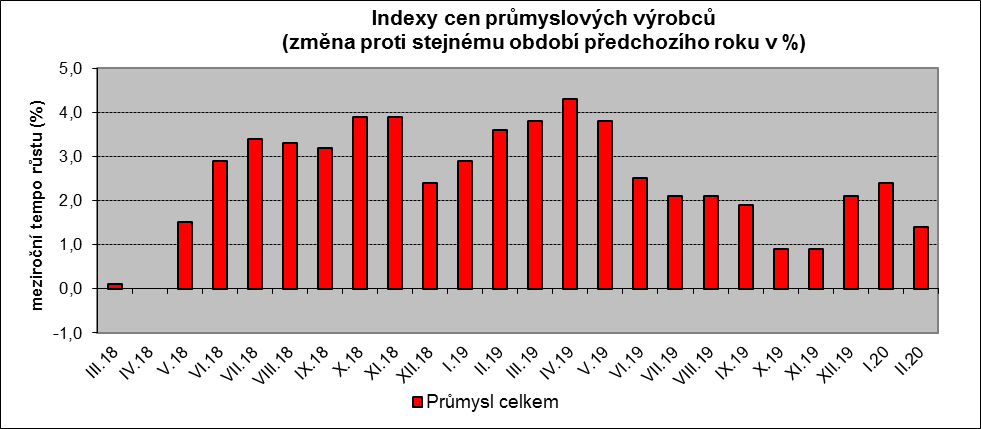 Indexy cen průmyslových výrobců
(změna proti stejnému období předchozího roku v %)
meziroční tempo růstu (%)
5,0
4,0
3,0
2,0
1,0
0,0
-1,0
III.18
IV.18
V.18
VI.18
VII.18
VIII.18
IX.18
X.18
XI.18
XII.18
I.19
II.19
III.19
IV.19
V.19
VI.19
VII.19
VIII.19
IX.19
X.19
XI.19
XII.19
I.20
II.20
Průmysl celkem